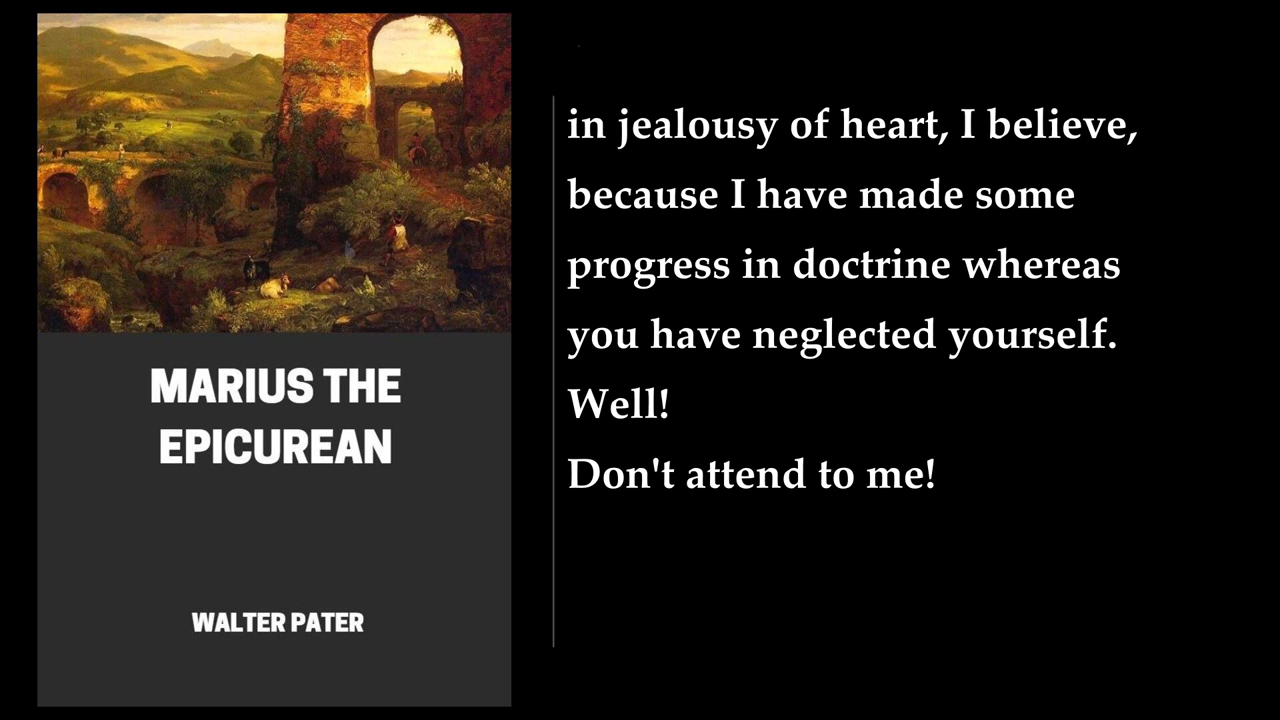 MARIUS THE
EPICUREAN
WALTER PATER
in jealousy of heart, I believe,
because I have made some
progress in doctrine whereas
you have neglected yourself.
Well!
Don't attend to me!